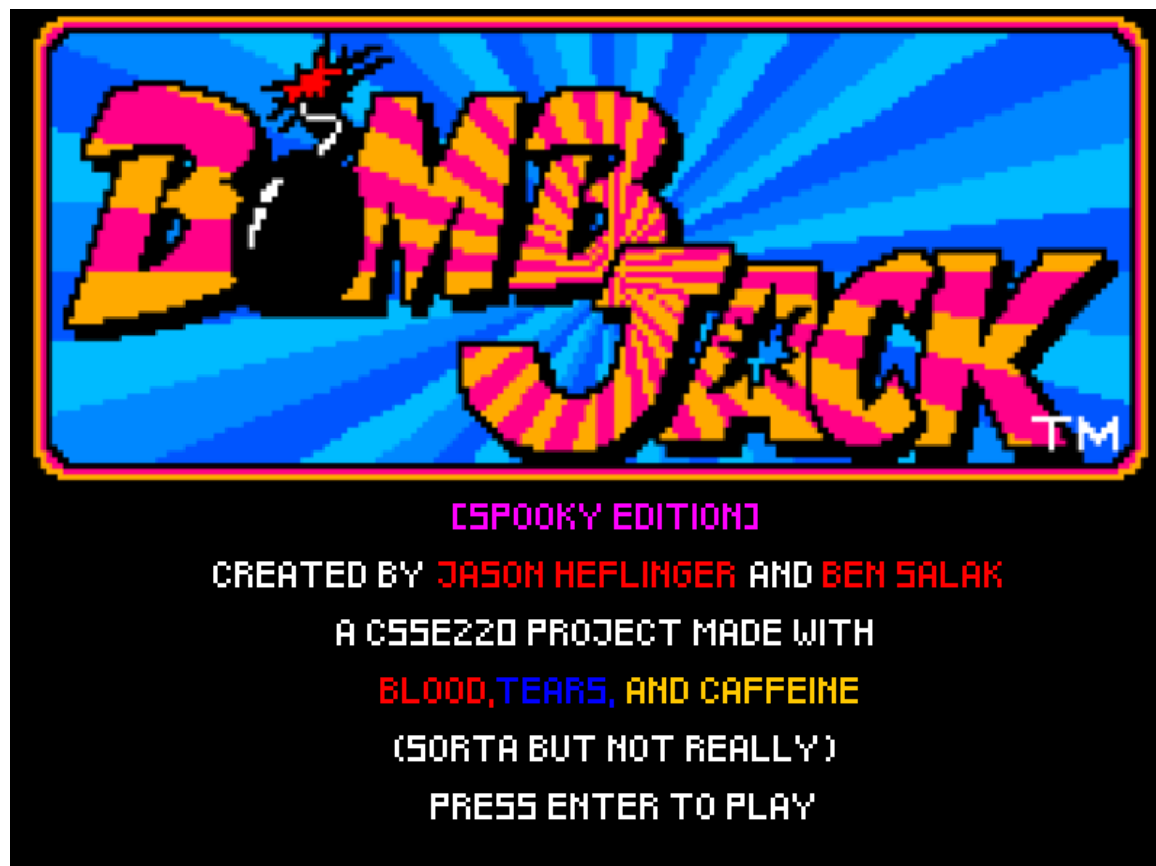 BOMB
JACK
TM
[SPOOKY EDITION]
CREATED BY JASON HEFLINGER AND BEN SALAK
A CSSE220 PROJECT MADE WITH
BLOOD,TEARS, AND CAFFEINE
(SORTA BUT NOT REALLY)
PRESS ENTER TO PLAY